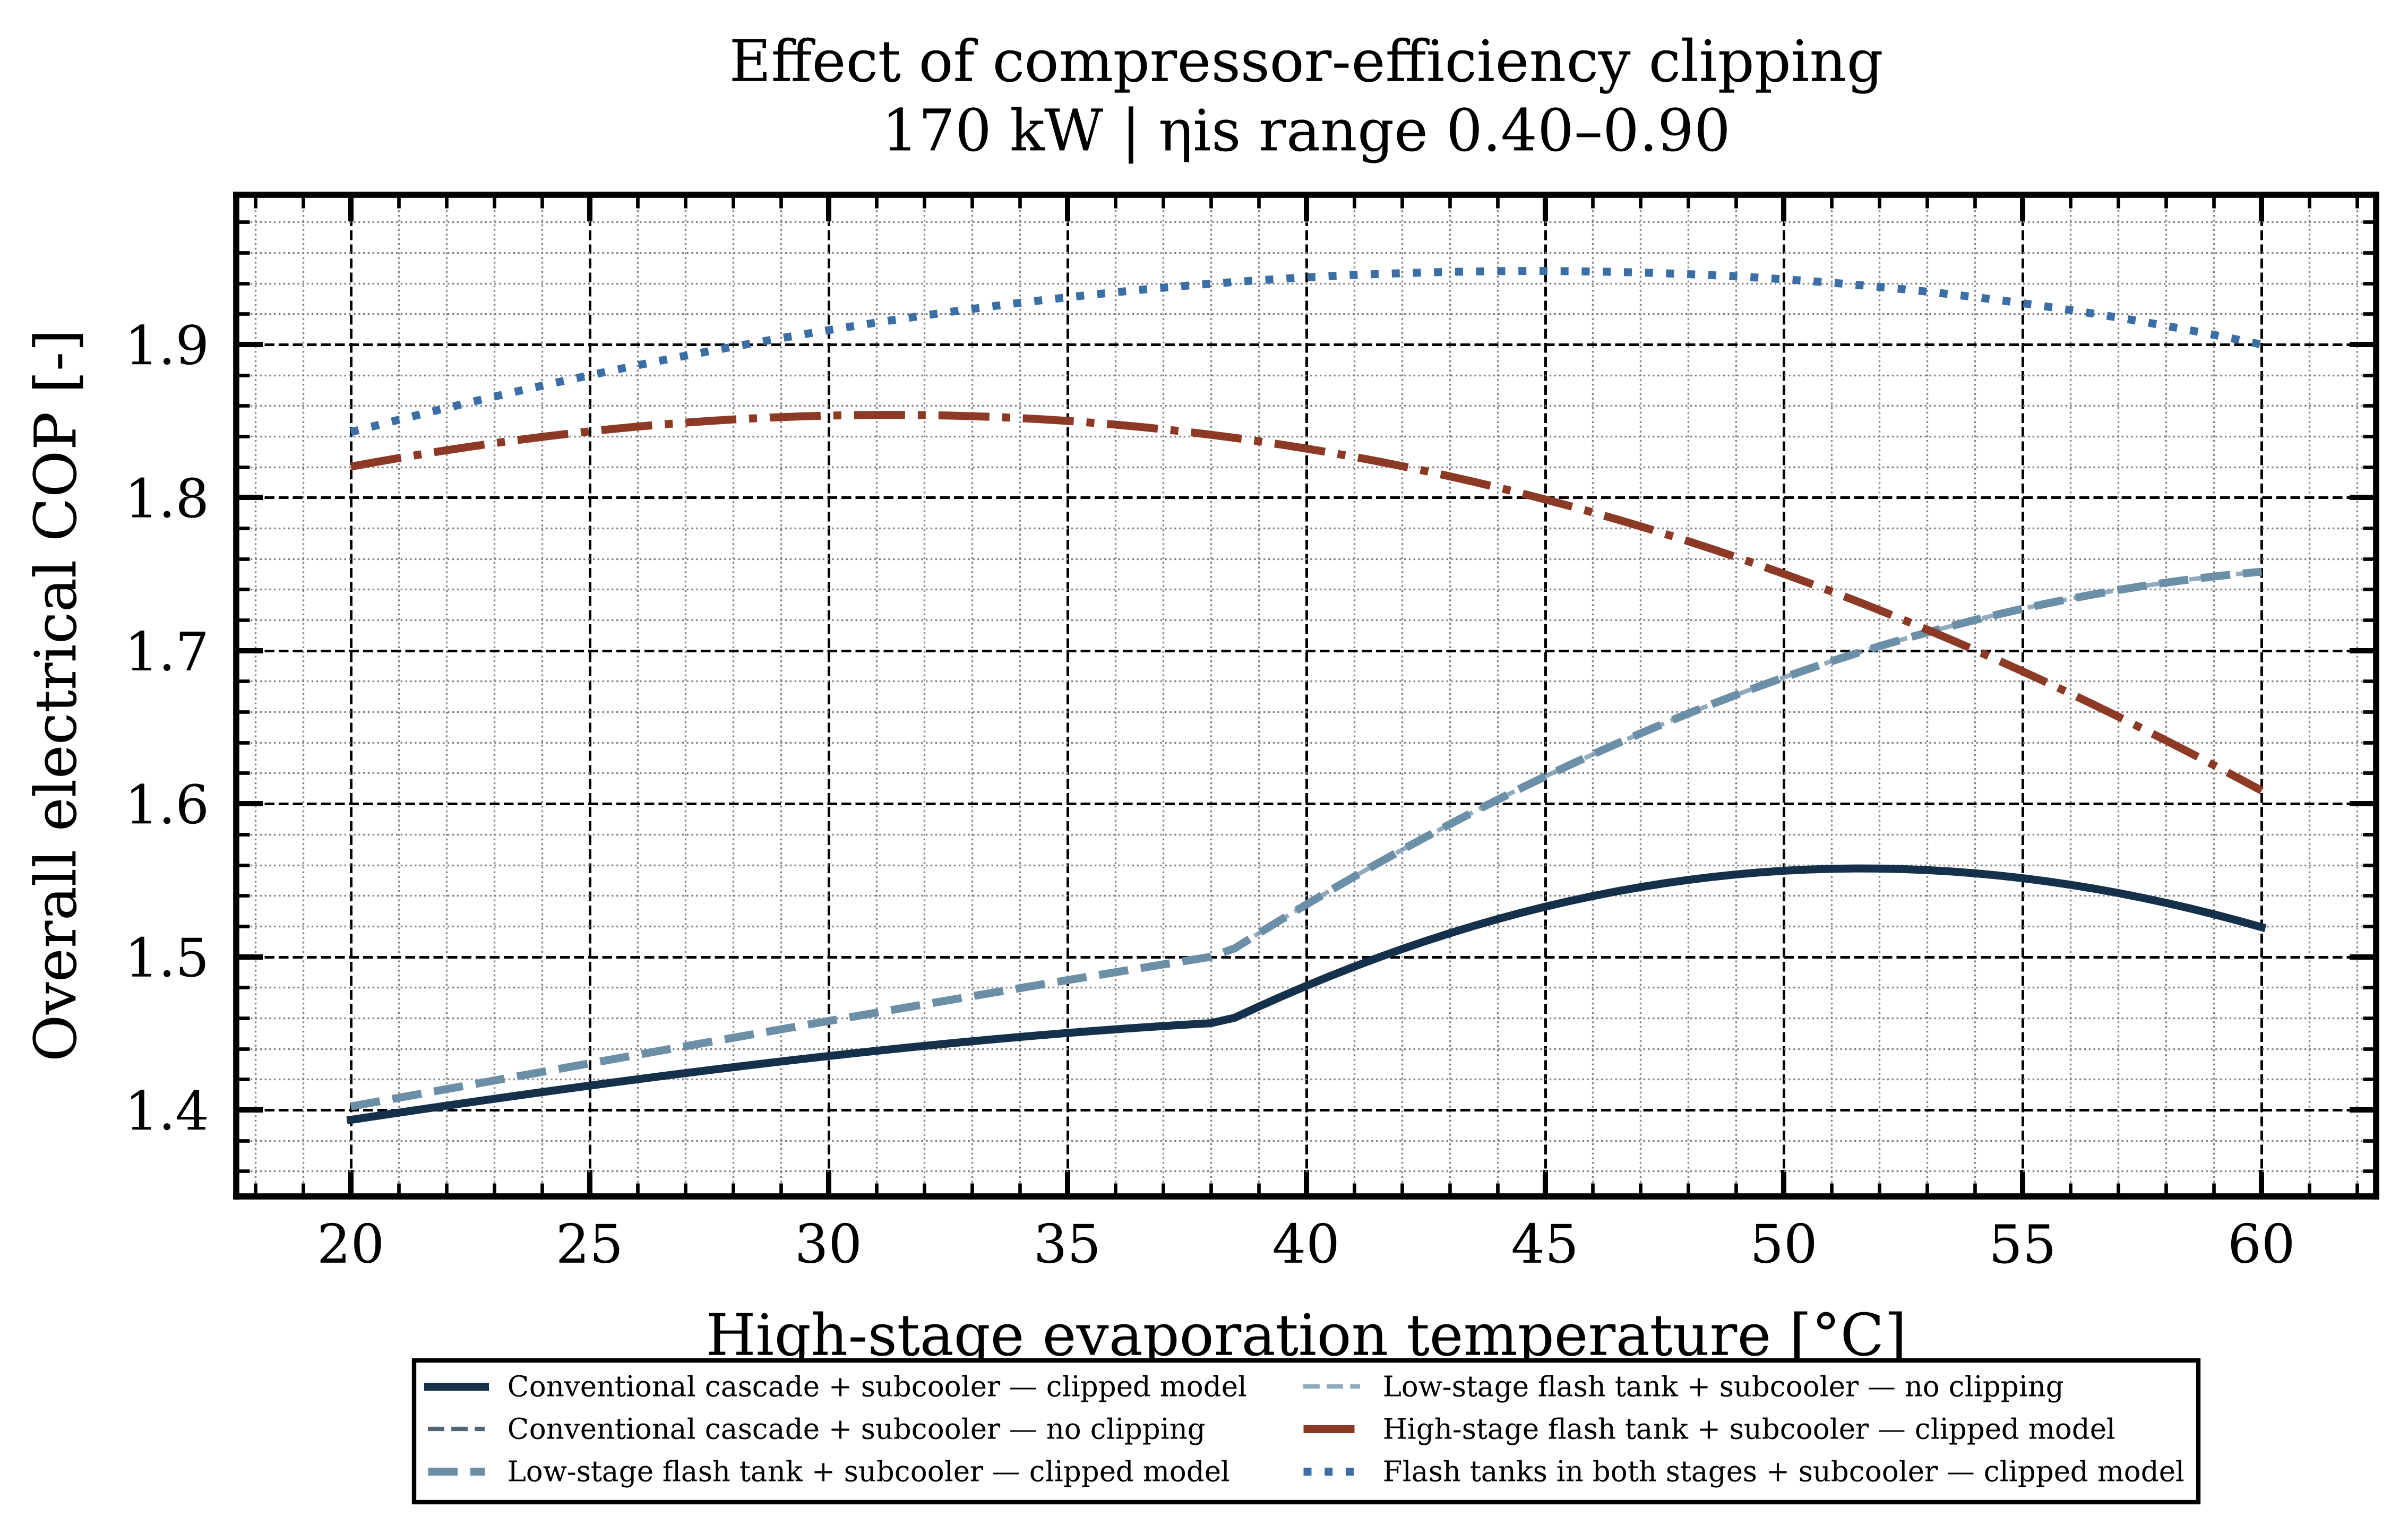 Effect of compressor-efficiency clipping
170 kW | ηis range 0.40–0.90
Overall electrical COP [-]
1.9
1.8
1.7
1.6
1.5
1.4
20 25 30 35 40 45 50 55 60
High-stage evaporation temperature [°C]
Conventional cascade + subcooler — clipped model
Conventional cascade + subcooler — no clipping
Low-stage flash tank + subcooler — clipped model
Low-stage flash tank + subcooler — no clipping
High-stage flash tank + subcooler — clipped model
Flash tanks in both stages + subcooler — clipped model